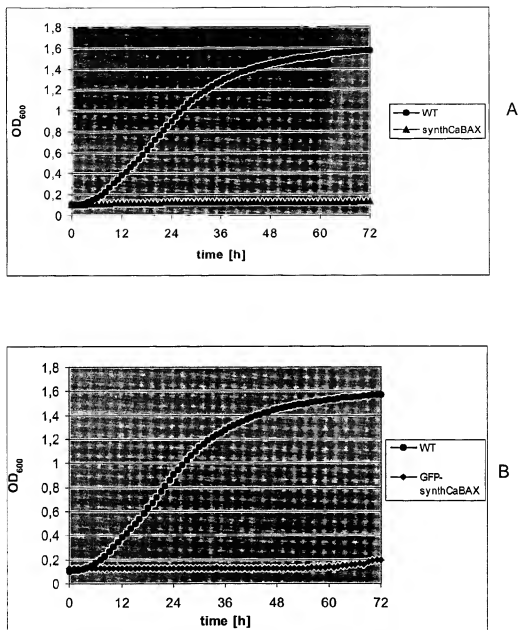 1,8
1,6
1,4
1,2
1
0,8
0,6
0,4
0,2
0
OD600
0 12 24 36 48 60 72
time [h]
WT
synthCaBAX
A
1,8
1,6
1,4
1,2
1
0,8
0,6
0,4
0,2
0
OD600
0 12 24 36 48 60 72
time [h]
WT
GFP-
synthCaBAX
B